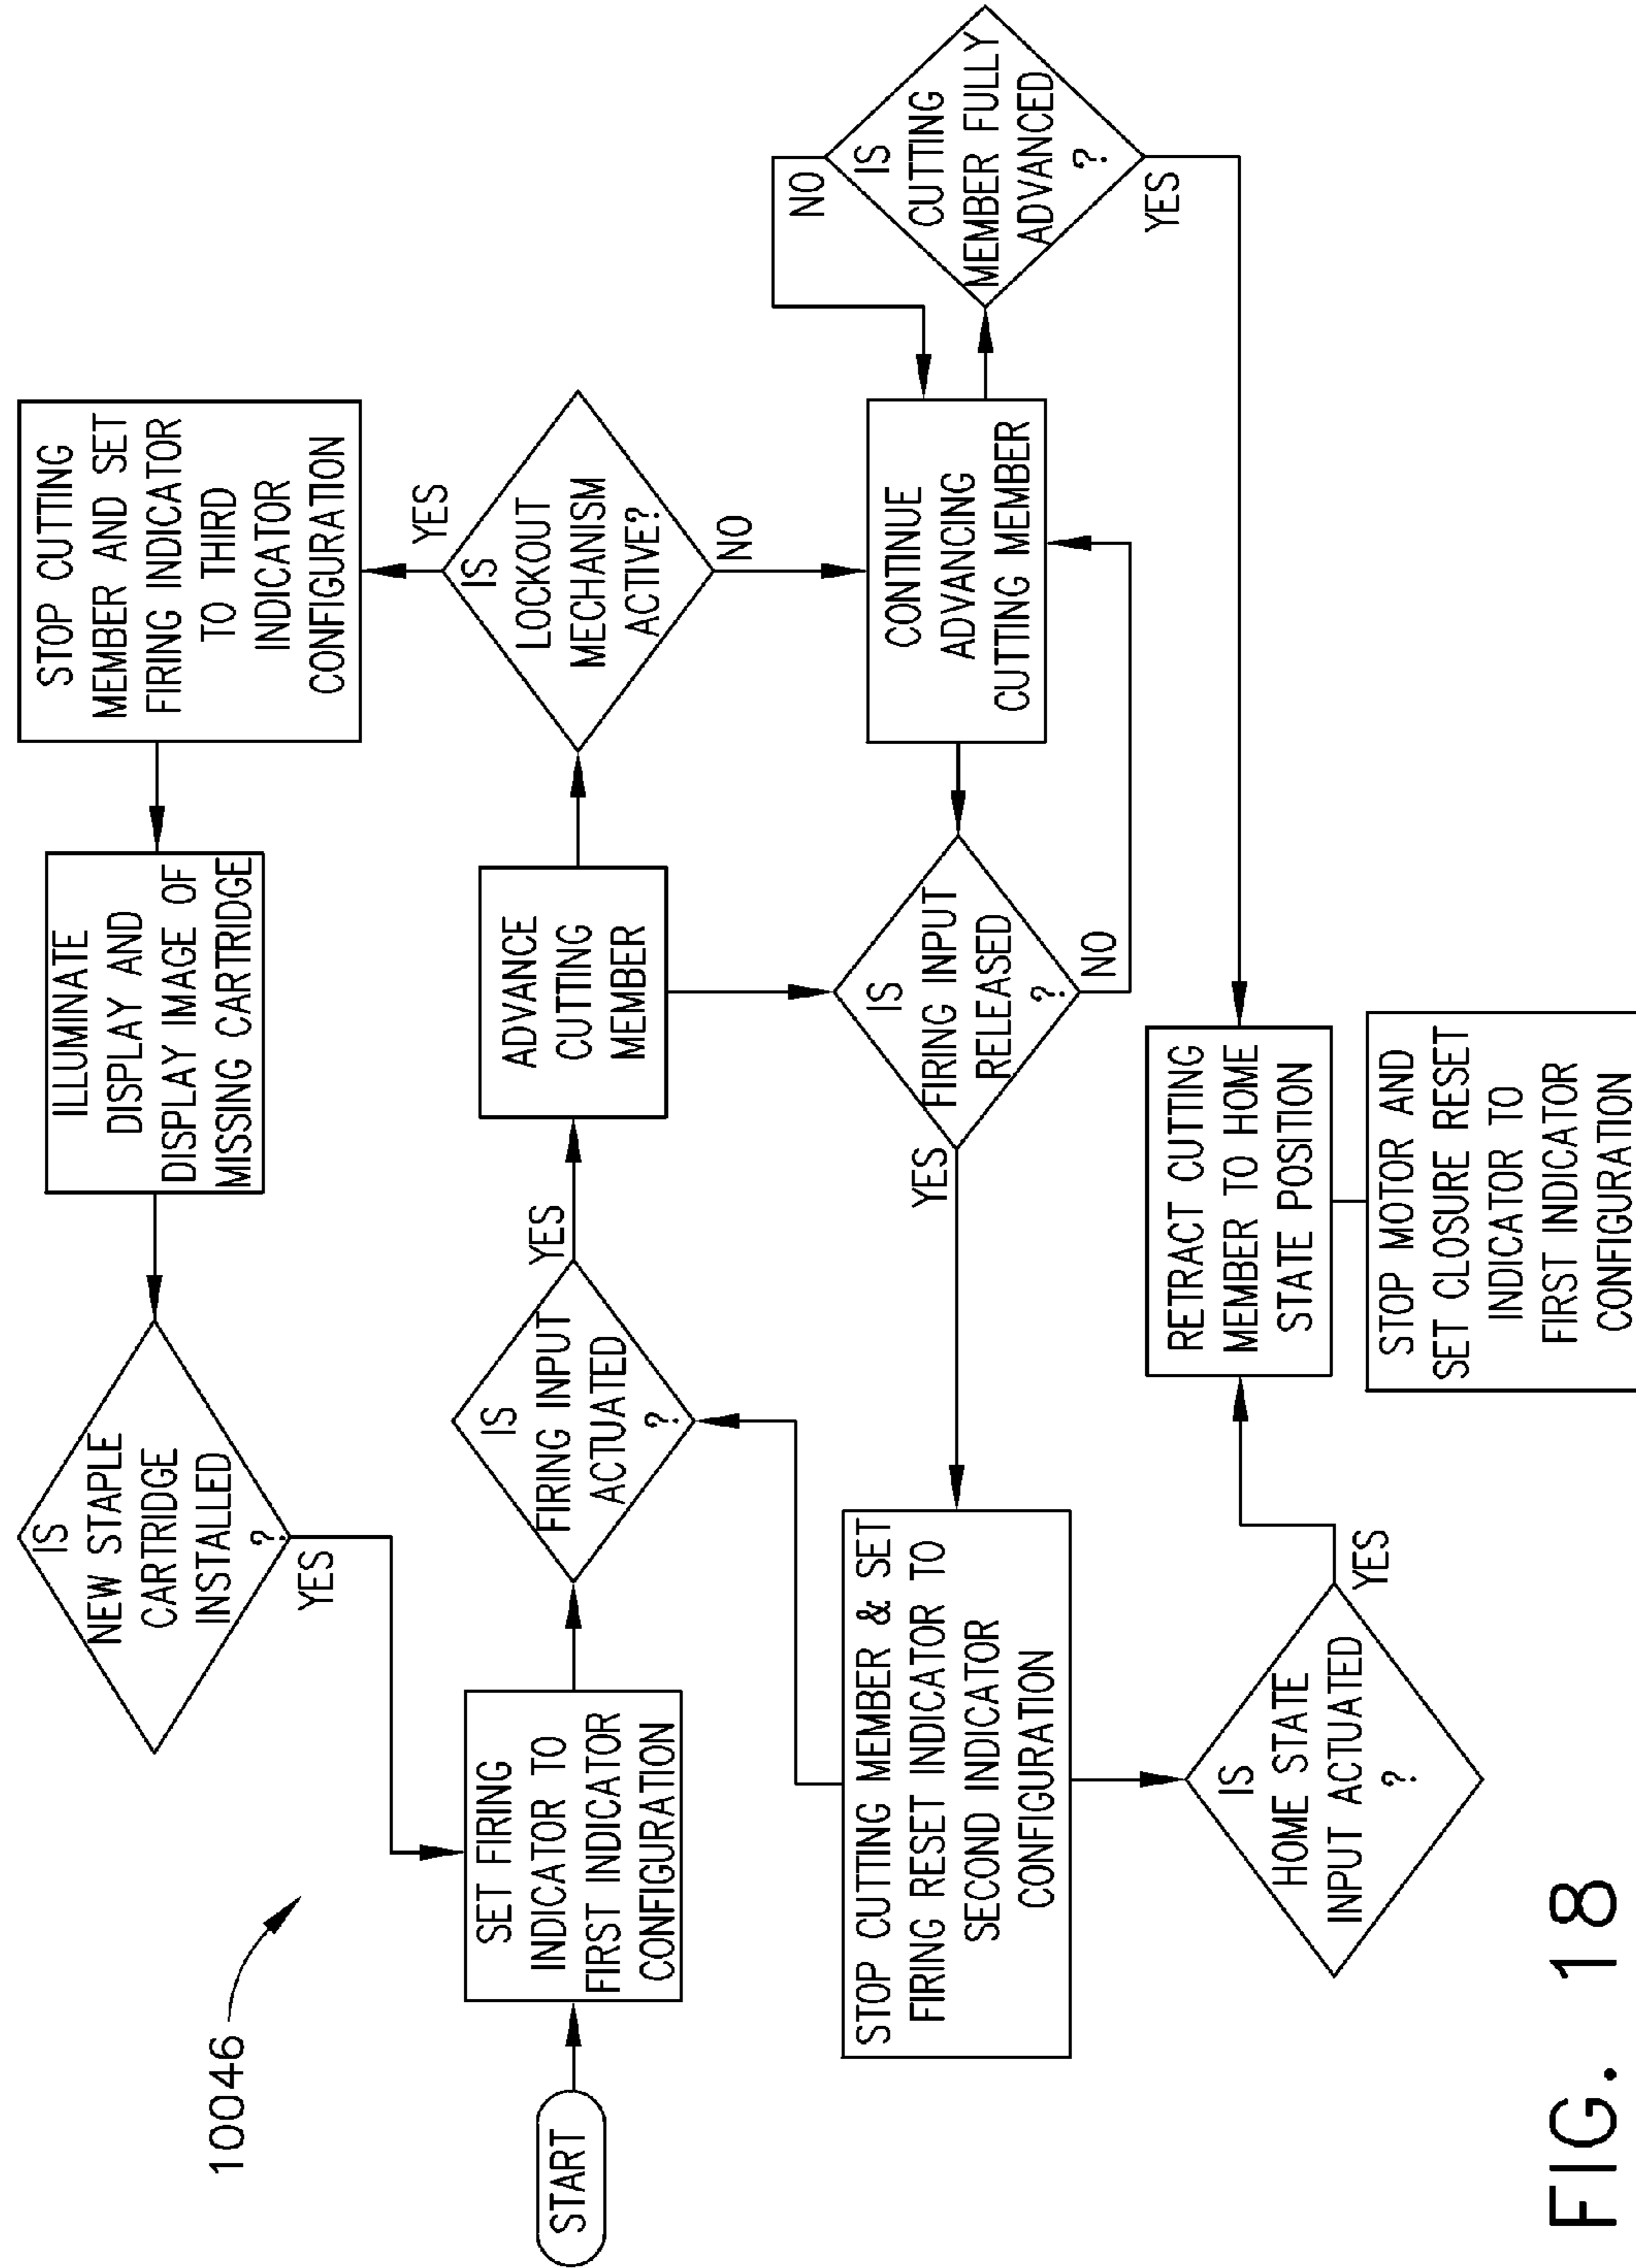 10046
START
SET FIRING
INDICATOR TO
FIRST INDICATOR
CONFIGURATION
IS
FIRING INPUT
ACTUATED
?
YES
ADVANCE
CUTTING
MEMBER
IS
LOCKOUT
MECHANISM
ACTIVE?
YES
NO
STOP CUTTING
MEMBER AND SET
FIRING INDICATOR
TO THIRD
INDICATOR
CONFIGURATION
ILLUMINATE
DISPLAY AND
DISPLAY IMAGE OF
MISSING CARTRIDGE
IS
NEW STAPLE
CARTRIDGE
INSTALLED
?
YES
CONTINUE
ADVANCING
CUTTING MEMBER
IS
CUTTING
MEMBER FULLY
ADVANCED
?
NO
YES
IS
FIRING INPUT
RELEASED
?
NO
YES
STOP CUTTING MEMBER & SET
FIRING RESET INDICATOR TO
SECOND INDICATOR
CONFIGURATION
IS
HOME STATE
INPUT ACTUATED
?
YES
RETRACT CUTTING
MEMBER TO HOME
STATE POSITION
STOP MOTOR AND
SET CLOSURE RESET
INDICATOR TO
FIRST INDICATOR
CONFIGURATION
FIG. 18